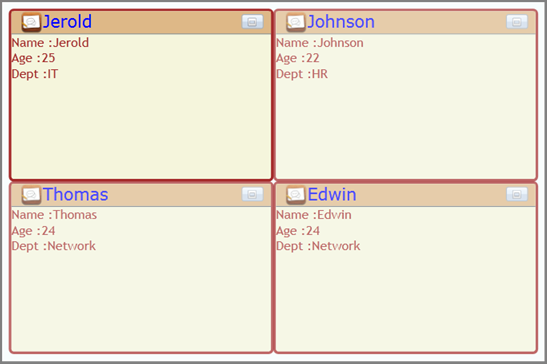 Jerold
Name :Jerold
Age :25
Dept :IT
Johnson
Name :Johnson
Age :22
Dept :HR
Thomas
Name :Thomas
Age :24
Dept :Network
Edwin
Name :Edwin
Age :24
Dept :Network